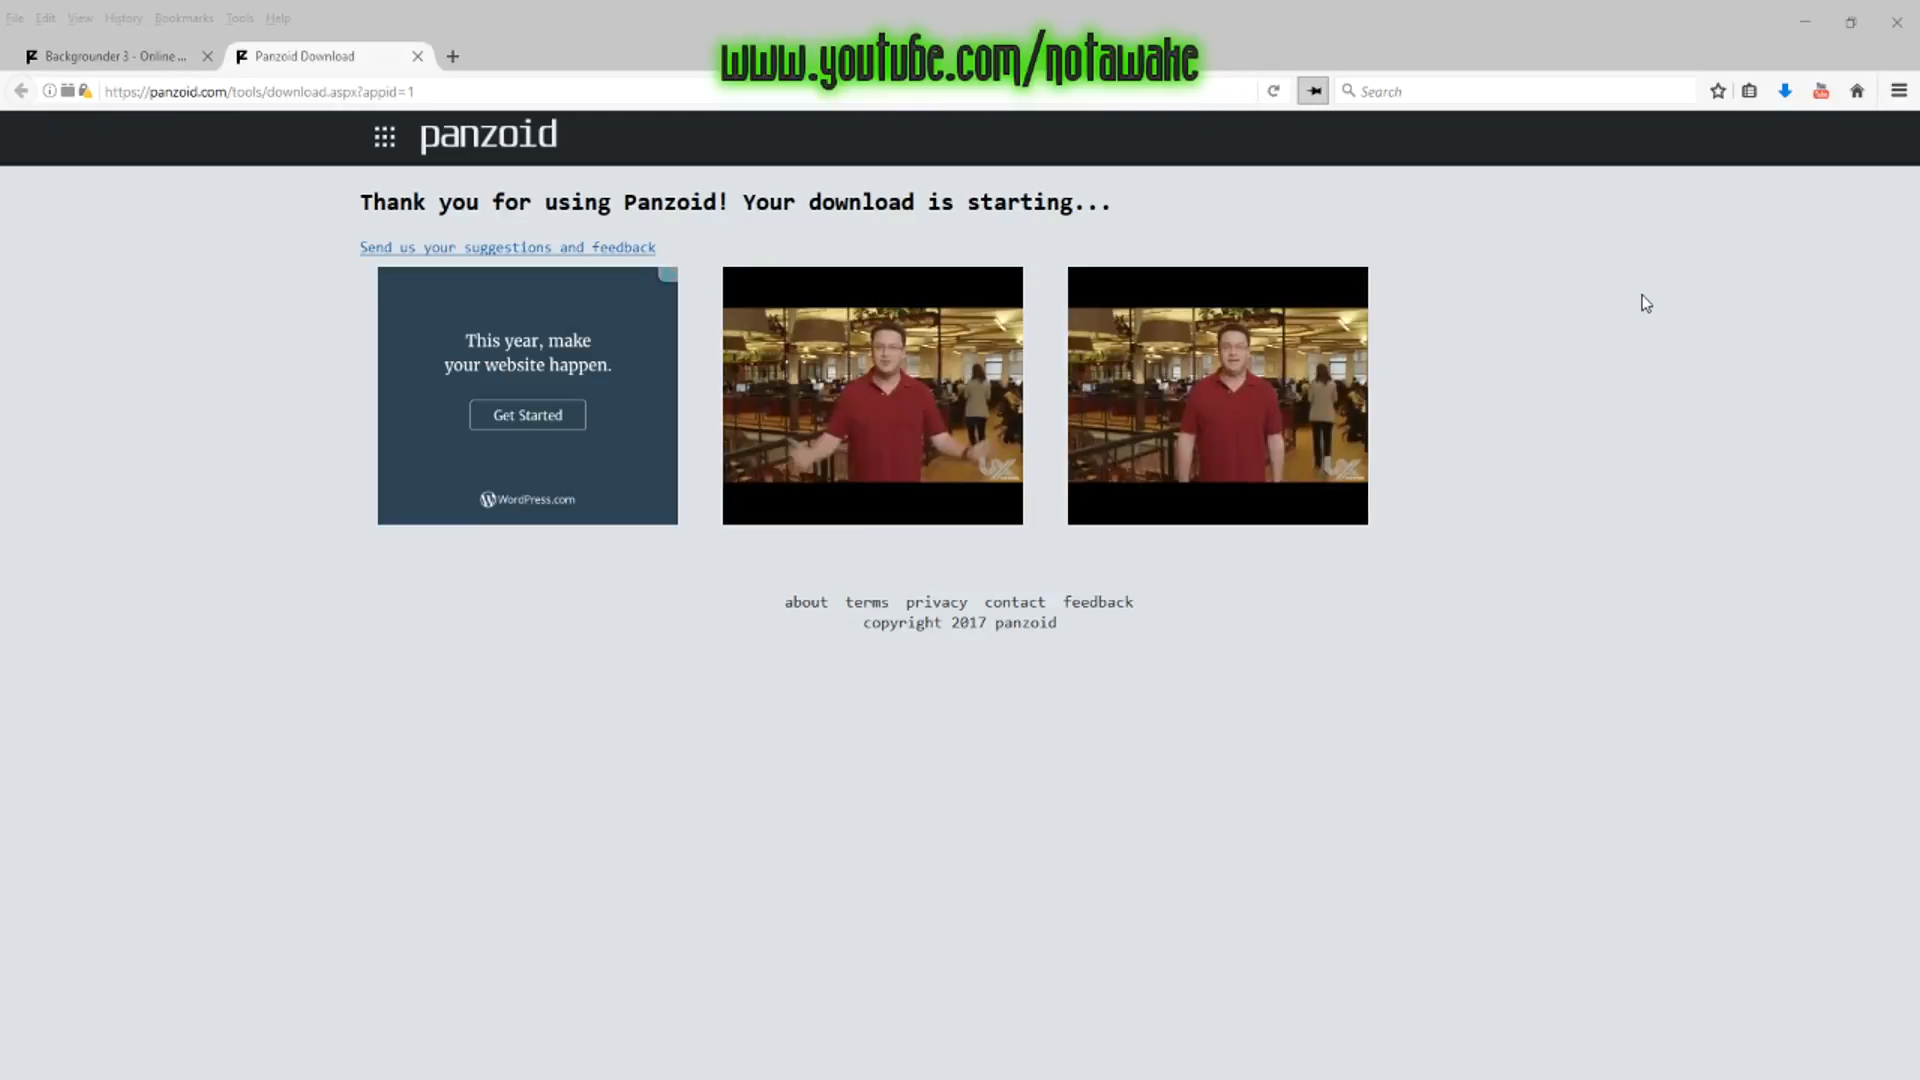 File Edit View History Bookmarks Tools Help
www.youtube.com/notawake
Backgrounder 3 - Online ...
Panzoid Download
https://panzoid.com/tools/download.aspx?appid=1
Search
panzoid
Thank you for using Panzoid! Your download is starting...
Send us your suggestions and feedback
This year, make
your website happen.
Get Started
WordPress.com
UX
UX
about terms privacy contact feedback
copyright 2017 panzoid